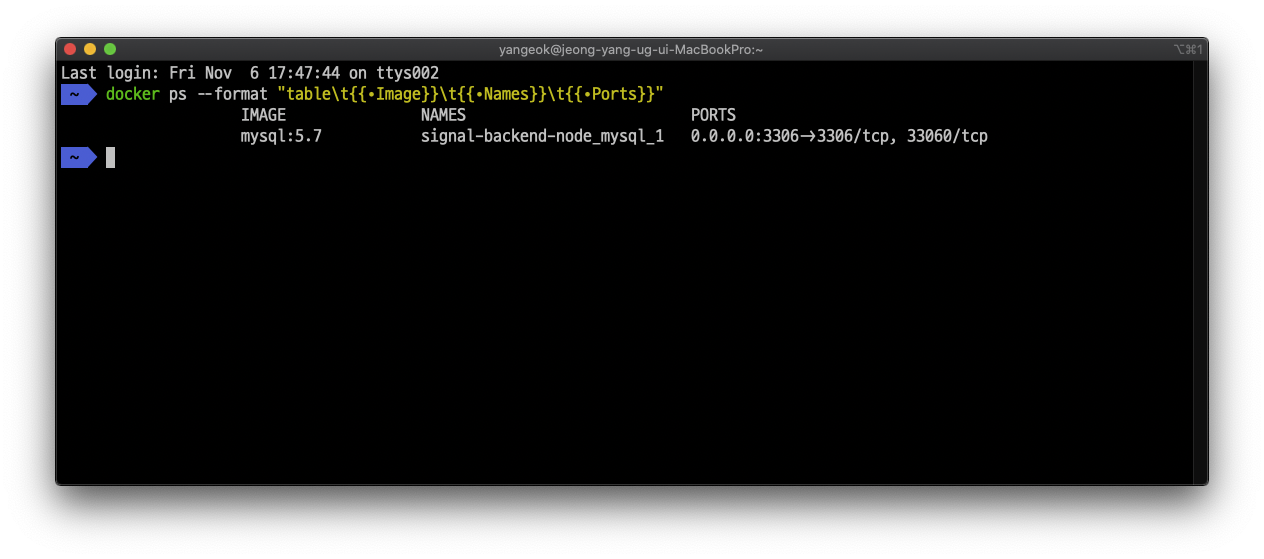 yangeok@jeong-yang-ug-ui-MacBookPro:~
⌥⌘1
Last login: Fri Nov  6 17:47:44 on ttys002
~ docker ps --format "table\t{{•Image}}\t{{•Names}}\t{{•Ports}}"
IMAGE NAMES PORTS
mysql:5.7 signal-backend-node_mysql_1 0.0.0.0:3306->3306/tcp, 33060/tcp
~